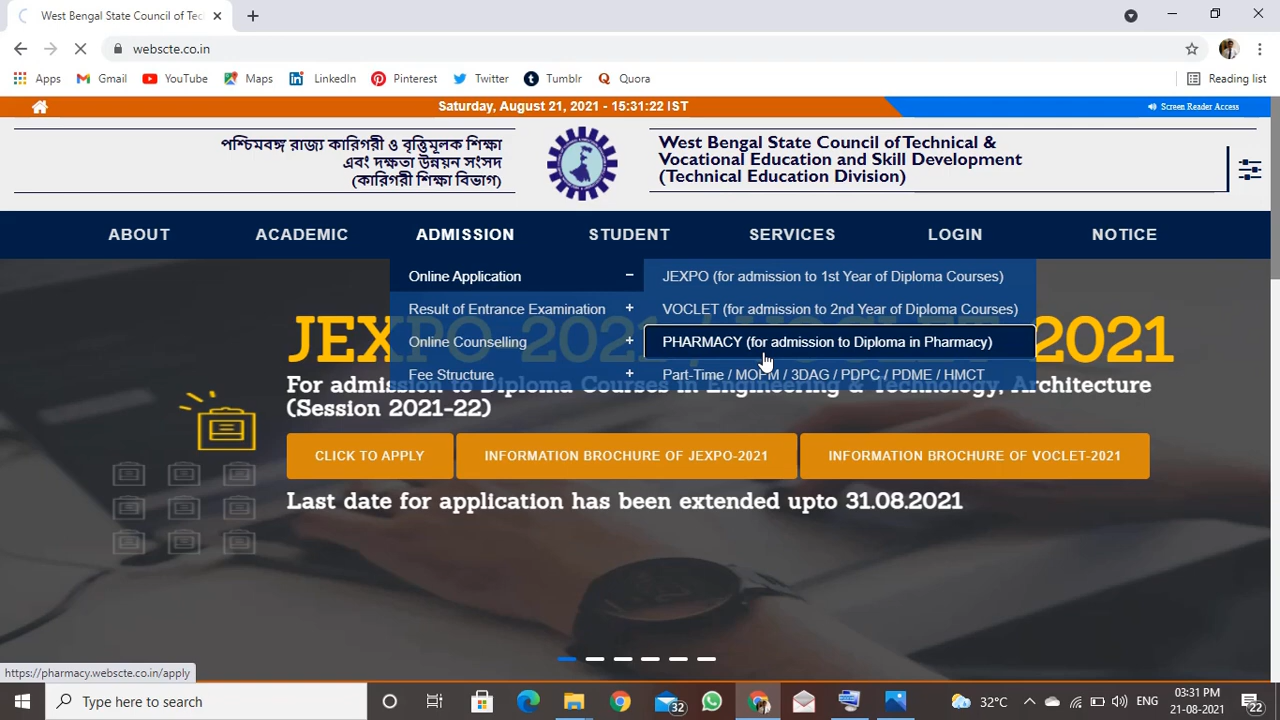 West Bengal State Council of Tec
webscte.co.in
Apps Gmail YouTube Maps LinkedIn Pinterest Twitter Tumblr Quora Reading list
Saturday, August 21, 2021 - 15:31:22 IST
Screen Reader Access
পশ্চিমবঙ্গ রাজ্য কারিগরী ও বৃত্তিমূলক শিক্ষা
এবং দক্ষতা উন্নয়ন সংসদ
(কারিগরী শিক্ষা বিভাগ)
West Bengal State Council of Technical &
Vocational Education and Skill Development
(Technical Education Division)
ABOUT ACADEMIC ADMISSION STUDENT SERVICES LOGIN NOTICE
Online Application −
Result of Entrance Examination +
Online Counselling +
Fee Structure +
JEXPO (for admission to 1st Year of Diploma Courses)
VOCLET (for admission to 2nd Year of Diploma Courses)
PHARMACY (for admission to Diploma in Pharmacy)
Part-Time / MOPM / 3DAG / PDPC / PDME / HMCT
JEXPO-2021 / VOCLET-2021
For admission to Diploma Courses in Engineering & Technology, Architecture
(Session 2021-22)
CLICK TO APPLY INFORMATION BROCHURE OF JEXPO-2021 INFORMATION BROCHURE OF VOCLET-2021
Last date for application has been extended upto 31.08.2021
https://pharmacy.webscte.co.in/apply
Type here to search
32
32°C
ENG
03:31 PM
21-08-2021
22